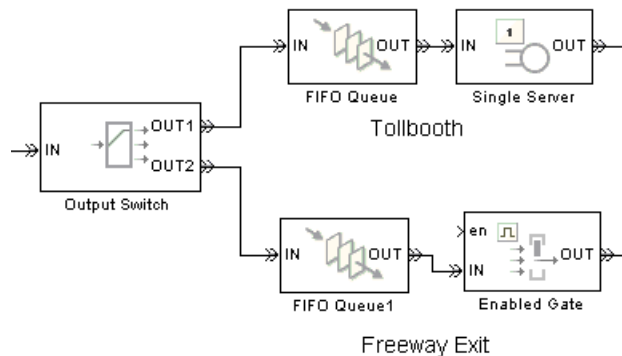 IN
OUT
FIFO Queue
IN
1
OUT
Single Server
Tollbooth
IN
OUT1
OUT2
Output Switch
IN
OUT
FIFO Queue1
en
IN
OUT
Enabled Gate
Freeway Exit